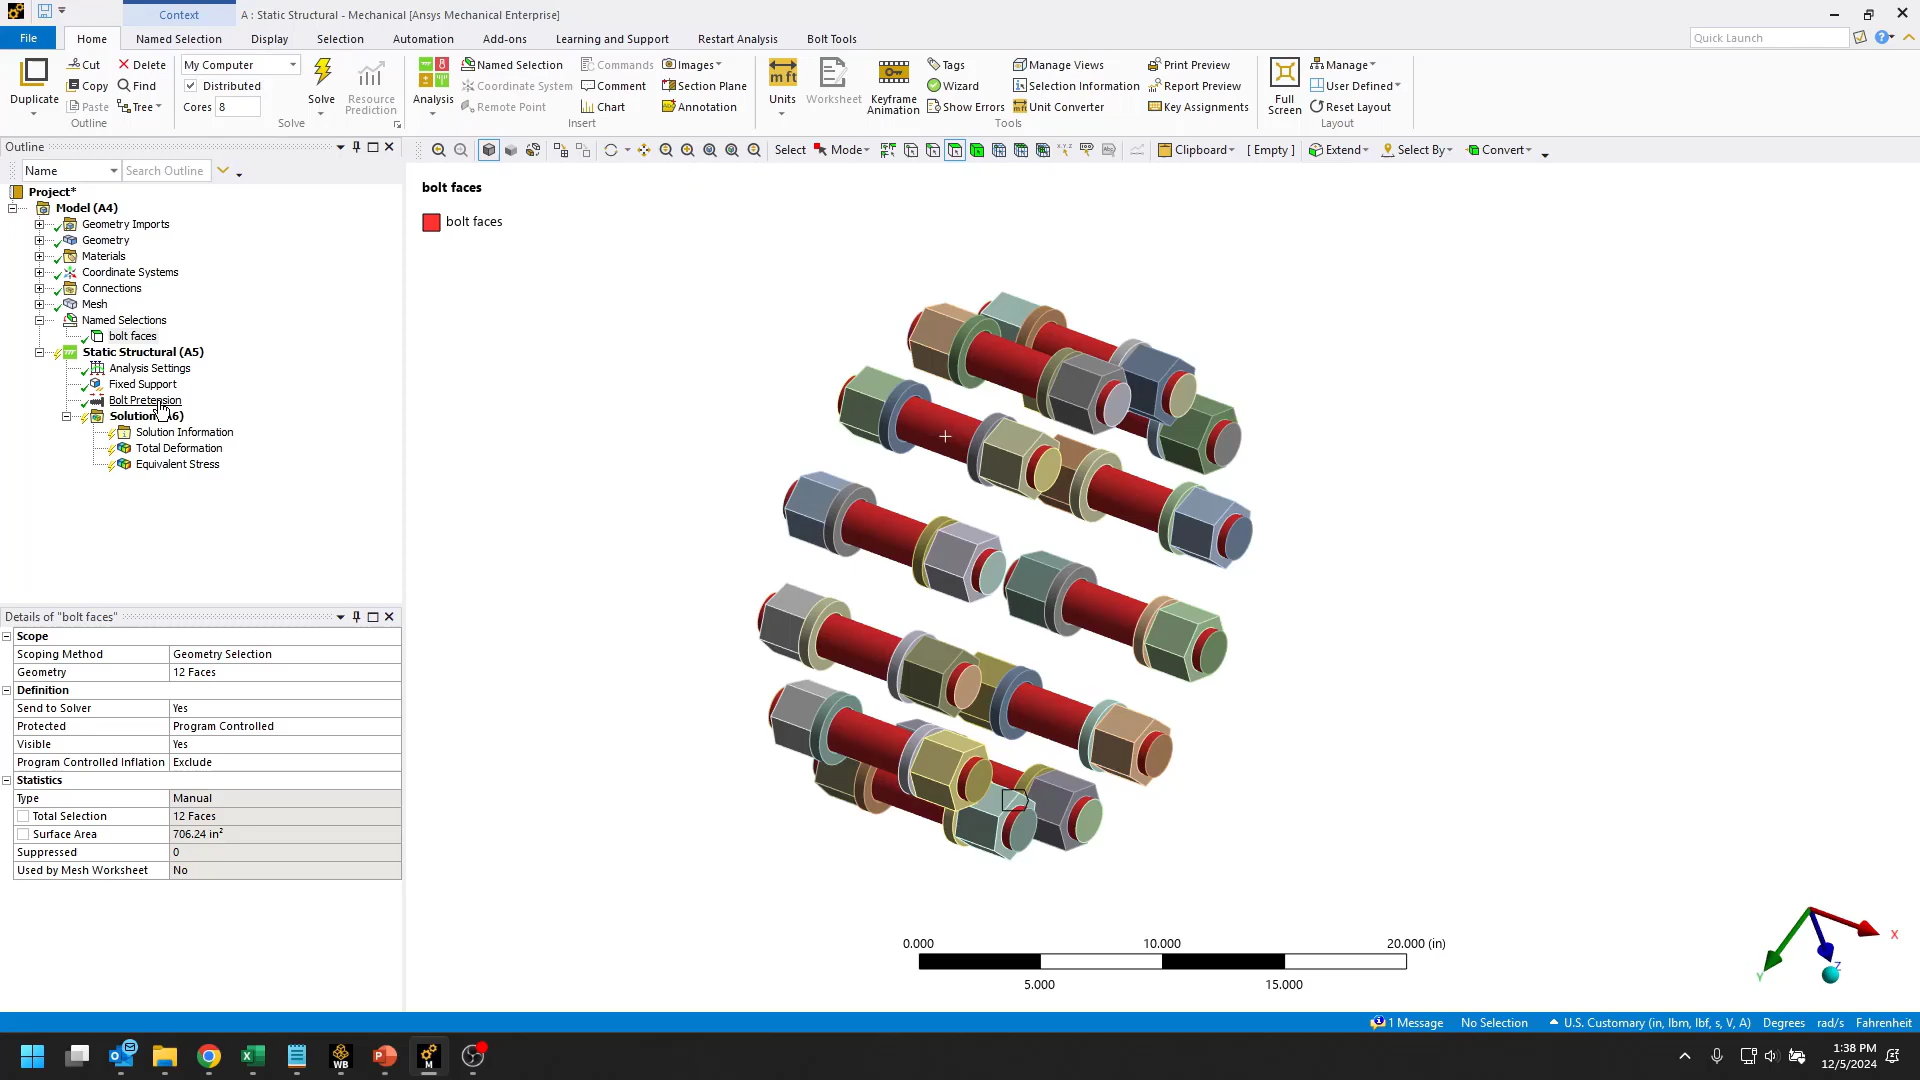 Context
A : Static Structural - Mechanical [Ansys Mechanical Enterprise]
File
Home
Named Selection
Display
Selection
Automation
Add-ons
Learning and Support
Restart Analysis
Bolt Tools
Quick Launch
Duplicate
Cut
Copy
Paste
Delete
Find
Tree
Outline
My Computer
Distributed
Cores 8
Solve
Resource
Prediction
Solve
Analysis
Named Selection
Coordinate System
Remote Point
Commands
Comment
Chart
Images
Section Plane
Annotation
Insert
Units
Worksheet
Keyframe
Animation
Tags
Wizard
Show Errors
Manage Views
Selection Information
Unit Converter
Print Preview
Report Preview
Key Assignments
Tools
Full
Screen
Manage
User Defined
Reset Layout
Layout
Outline
Name
Search Outline
Select
Mode
Clipboard
[ Empty ]
Extend
Select By
Convert
Project*
Model (A4)
Geometry Imports
Geometry
Materials
Coordinate Systems
Connections
Mesh
Named Selections
bolt faces
Static Structural (A5)
Analysis Settings
Fixed Support
Bolt Pretension
Solution 6)
Solution Information
Total Deformation
Equivalent Stress
Details of "bolt faces"
Scope
Scoping Method Geometry Selection
Geometry 12 Faces
Definition
Send to Solver Yes
Protected Program Controlled
Visible Yes
Program Controlled Inflation Exclude
Statistics
Type Manual
Total Selection 12 Faces
Surface Area 706.24 in²
Suppressed 0
Used by Mesh Worksheet No
bolt faces
bolt faces
0.000 10.000 20.000 (in)
5.000 15.000
X
Y
Z
1 Message
No Selection
U.S. Customary (in, lbm, lbf, s, V, A)
Degrees
rad/s
Fahrenheit
WB
M
1:38 PM
12/5/2024